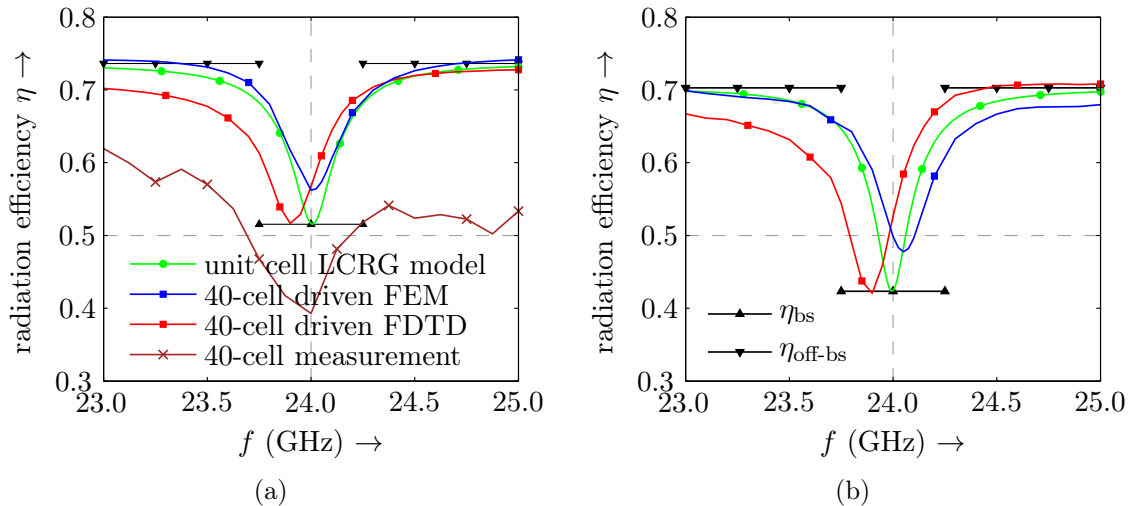 radiation efficiency η →
0.8
0.7
0.6
0.5
0.4
0.3
unit cell LCRG model
40-cell driven FEM
40-cell driven FDTD
40-cell measurement
23.0 23.5 24.0 24.5 25.0
f (GHz) →
(a)
radiation efficiency η →
0.8
0.7
0.6
0.5
0.4
0.3
η_bs
η_off-bs
23.0 23.5 24.0 24.5 25.0
f (GHz) →
(b)